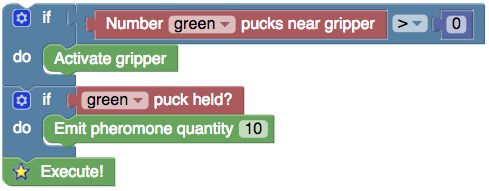 if Number green pucks near gripper > 0
do Activate gripper
if green puck held?
do Emit pheromone quantity 10
Execute!